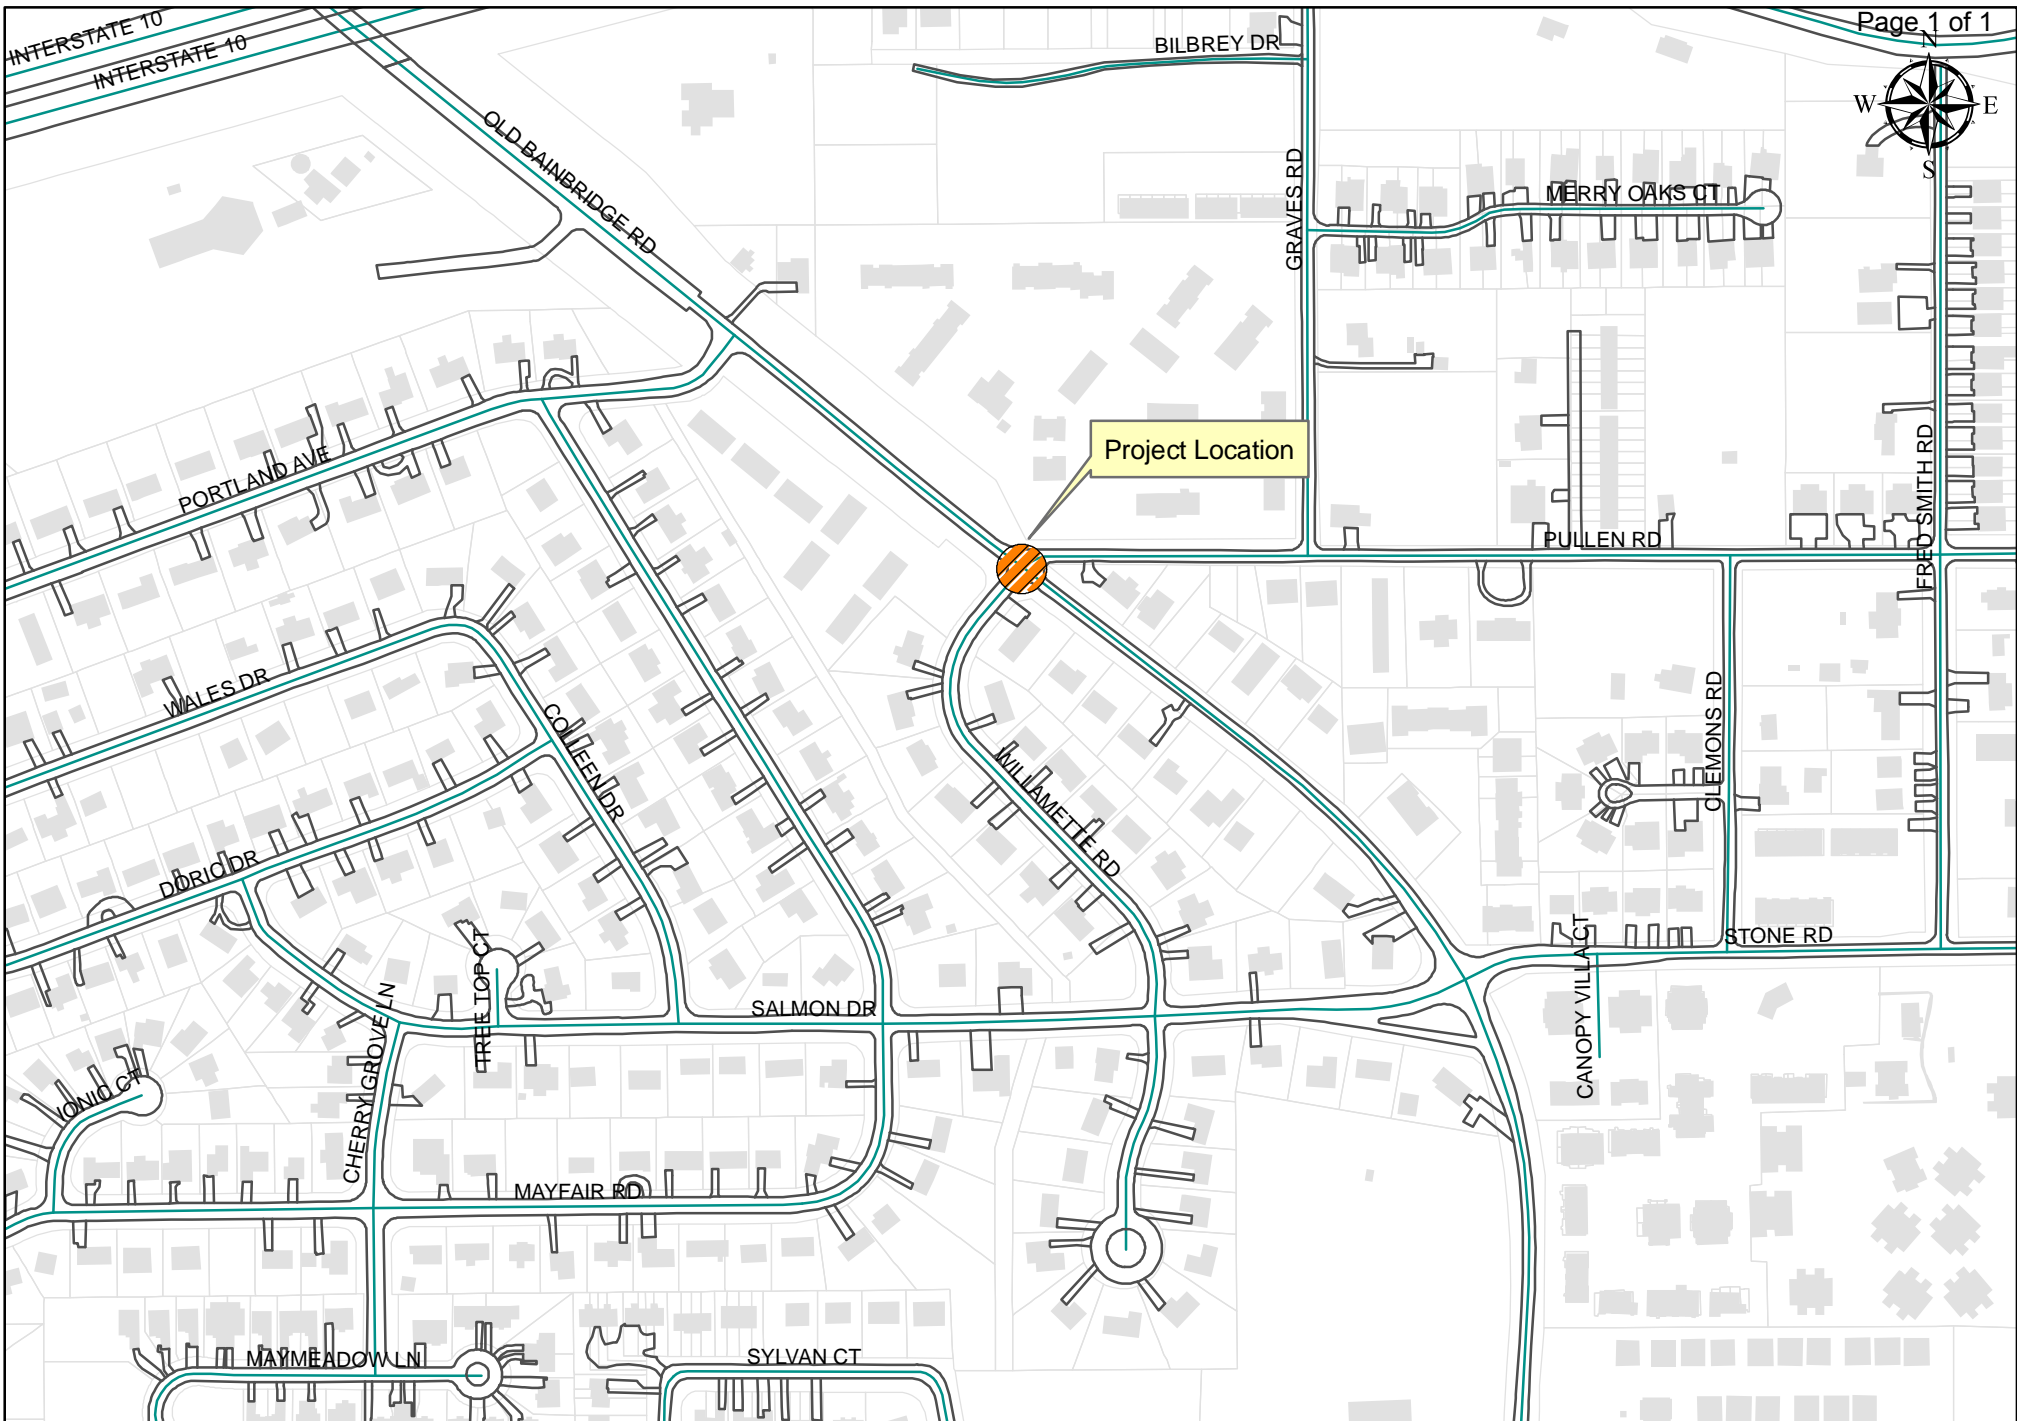 Page 1 of 1
INTERSTATE 10
INTERSTATE 10
BILBREY DR
N
W
E
S
OLD BAINBRIDGE RD
GRAVES RD
MERRY OAKS CT
Project Location
PORTLAND AVE
PULLEN RD
FRED SMITH RD
WALES DR
COLLEEN DR
WILLAMETTE RD
CLEMONS RD
DORIC DR
TREE TOP CT
CANOPY VILLA CT
STONE RD
SALMON DR
CHERRY GROVE LN
IONIC CT
MAYFAIR RD
MAYMEADOW LN
SYLVAN CT